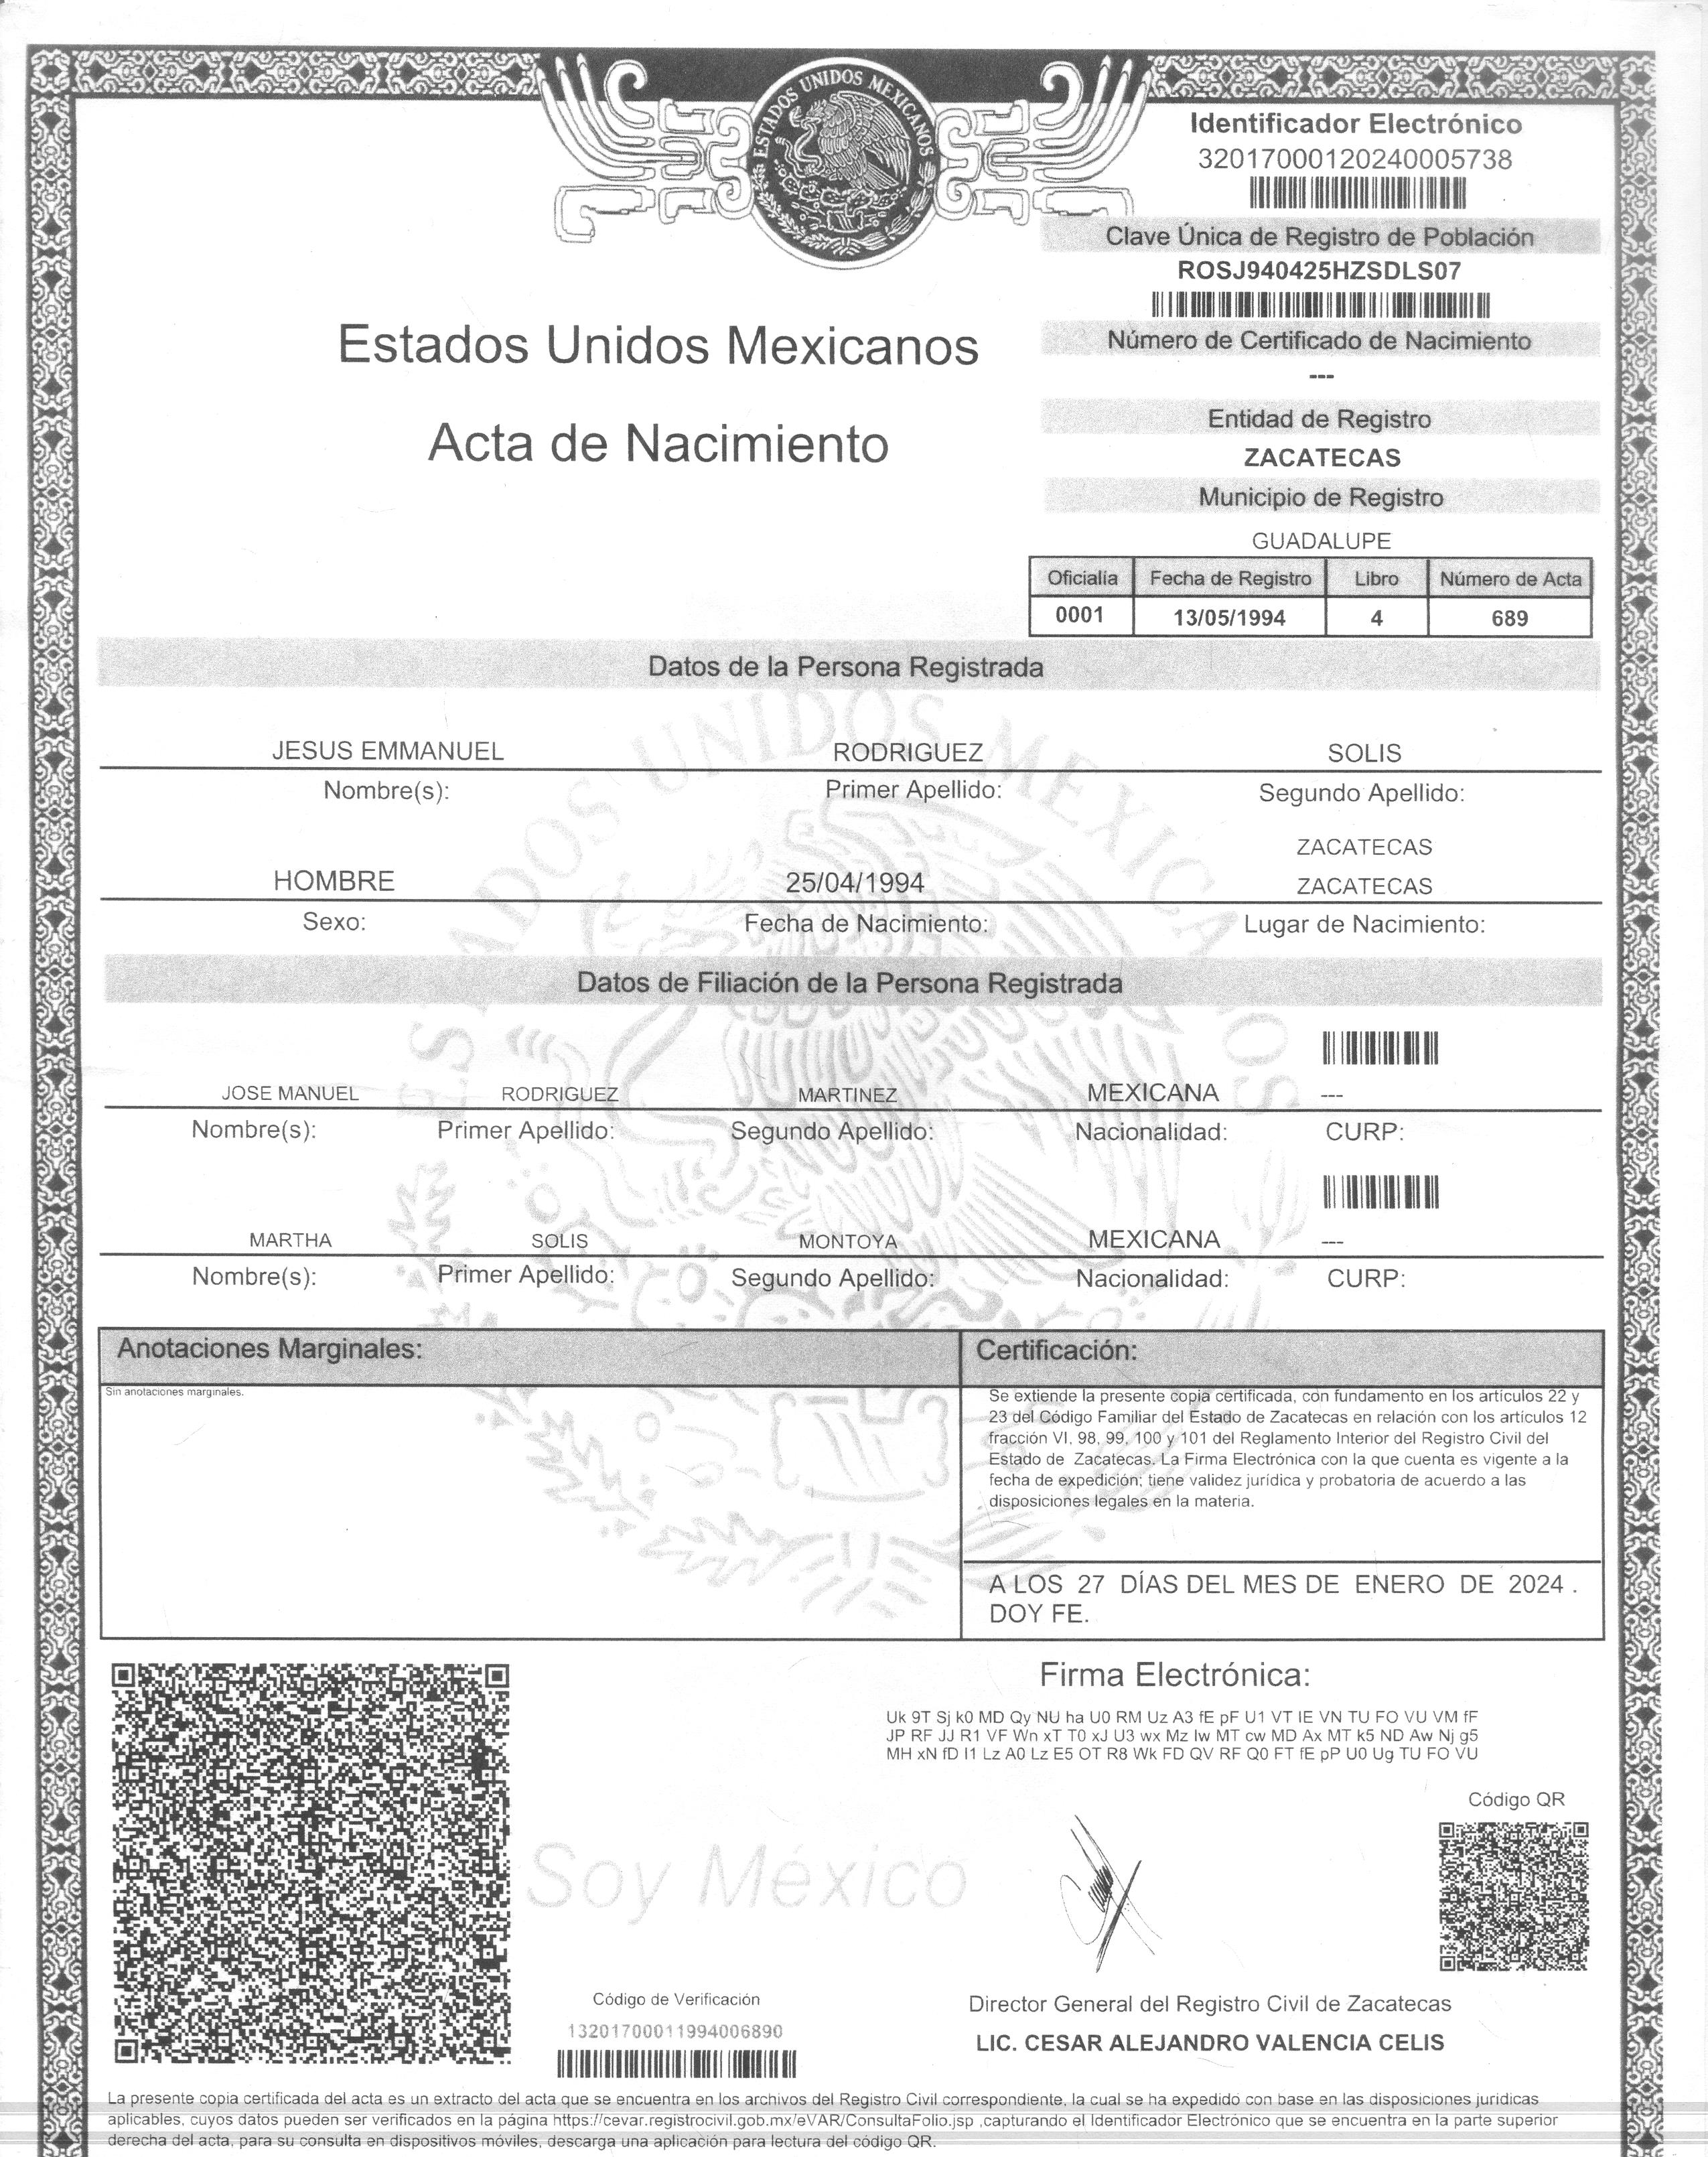 ESTADOS UNIDOS MEXICANOS
Identificador Electrónico
32017000120240005738
Clave Única de Registro de Población
ROSJ940425HZSDLS07
Número de Certificado de Nacimiento
---
Estados Unidos Mexicanos
Acta de Nacimiento
Entidad de Registro
ZACATECAS
Municipio de Registro
GUADALUPE
Oficialía Fecha de Registro Libro Número de Acta
0001 13/05/1994 4 689
Datos de la Persona Registrada
JESUS EMMANUEL RODRIGUEZ SOLIS
Nombre(s): Primer Apellido: Segundo Apellido:
ZACATECAS
HOMBRE 25/04/1994 ZACATECAS
Sexo: Fecha de Nacimiento: Lugar de Nacimiento:
Datos de Filiación de la Persona Registrada
JOSE MANUEL RODRIGUEZ MARTINEZ MEXICANA ---
Nombre(s): Primer Apellido: Segundo Apellido: Nacionalidad: CURP:
MARTHA SOLIS MONTOYA MEXICANA ---
Nombre(s): Primer Apellido: Segundo Apellido: Nacionalidad: CURP:
ESTADOS UNIDOS MEXICANOS
Anotaciones Marginales:
Sin anotaciones marginales.
Certificación:
Se extiende la presente copia certificada, con fundamento en los artículos 22 y
23 del Código Familiar del Estado de Zacatecas en relación con los artículos 12
fracción VI, 98, 99, 100 y 101 del Reglamento Interior del Registro Civil del
Estado de Zacatecas. La Firma Electrónica con la que cuenta es vigente a la
fecha de expedición; tiene validez jurídica y probatoria de acuerdo a las
disposiciones legales en la materia.
A LOS 27 DÍAS DEL MES DE ENERO DE 2024 .
DOY FE.
Firma Electrónica:
Uk 9T Sj k0 MD Qy NU ha U0 RM Uz A3 fE pF U1 VT IE VN TU FO VU VM fF
JP RF JJ R1 VF Wn xT T0 xJ U3 wx Mz Iw MT cw MD Ax MT k5 ND Aw Nj g5
MH xN fD I1 Lz A0 Lz E5 OT R8 Wk FD QV RF Q0 FT fE pP U0 Ug TU FO VU
Código QR
Soy México
Código de Verificación
13201700011994006890
Director General del Registro Civil de Zacatecas
LIC. CESAR ALEJANDRO VALENCIA CELIS
La presente copia certificada del acta es un extracto del acta que se encuentra en los archivos del Registro Civil correspondiente, la cual se ha expedido con base en las disposiciones jurídicas
aplicables, cuyos datos pueden ser verificados en la página https://cevar.registrocivil.gob.mx/eVAR/ConsultaFolio.jsp ,capturando el Identificador Electrónico que se encuentra en la parte superior
derecha del acta, para su consulta en dispositivos móviles, descarga una aplicación para lectura del código QR.